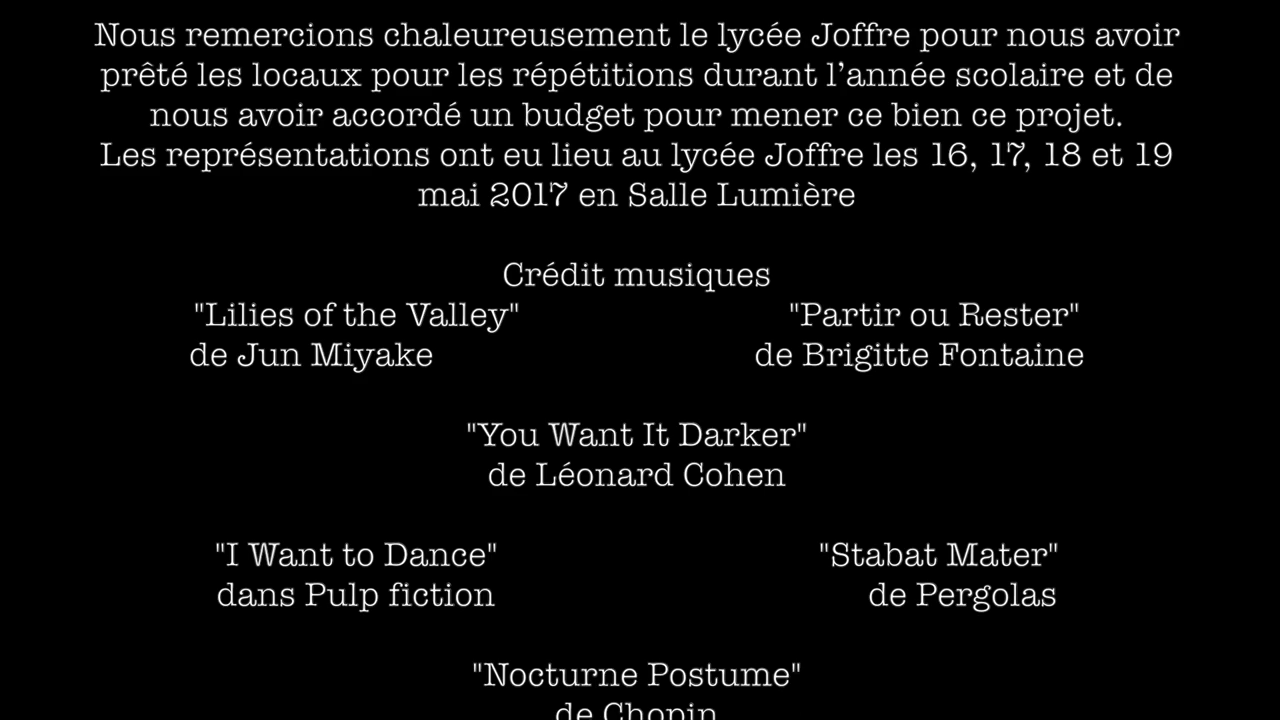 Nous remercions chaleureusement le lycée Joffre pour nous avoir
prêté les locaux pour les répétitions durant l’année scolaire et de
nous avoir accordé un budget pour mener ce bien ce projet.
Les représentations ont eu lieu au lycée Joffre les 16, 17, 18 et 19
mai 2017 en Salle Lumière
Crédit musiques
"Lilies of the Valley" "Partir ou Rester"
de Jun Miyake de Brigitte Fontaine
"You Want It Darker"
de Léonard Cohen
"I Want to Dance" "Stabat Mater"
dans Pulp fiction de Pergolas
"Nocturne Postume"
de Chopin